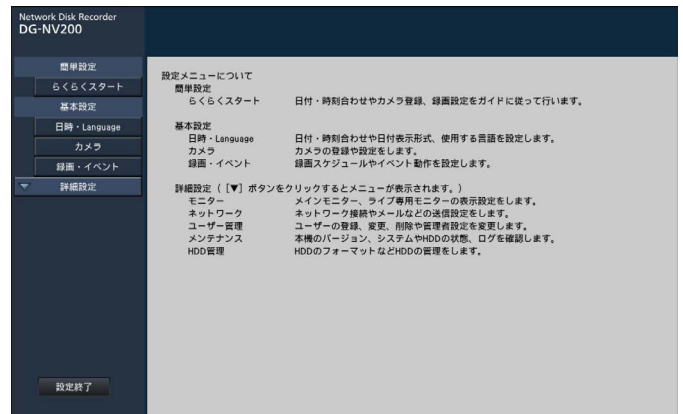 Network Disk Recorder
DG-NV200
簡単設定
らくらくスタート
基本設定
日時・Language
カメラ
録画・イベント
▼ 詳細設定
設定終了
設定メニューについて
簡単設定
らくらくスタート 日付・時刻合わせやカメラ登録、録画設定をガイドに従って行います。
基本設定
日時・Language 日付・時刻合わせや日付表示形式、使用する言語を設定します。
カメラ カメラの登録や設定をします。
録画・イベント 録画スケジュールやイベント動作を設定します。
詳細設定（［▼］ボタンをクリックするとメニューが表示されます。）
モニター メインモニター、ライブ専用モニターの表示設定をします。
ネットワーク ネットワーク接続やメールなどの送信設定をします。
ユーザー管理 ユーザーの登録、変更、削除や管理者設定を変更します。
メンテナンス 本機のバージョン、システムやHDDの状態、ログを確認します。
HDD管理 HDDのフォーマットなどHDDの管理をします。